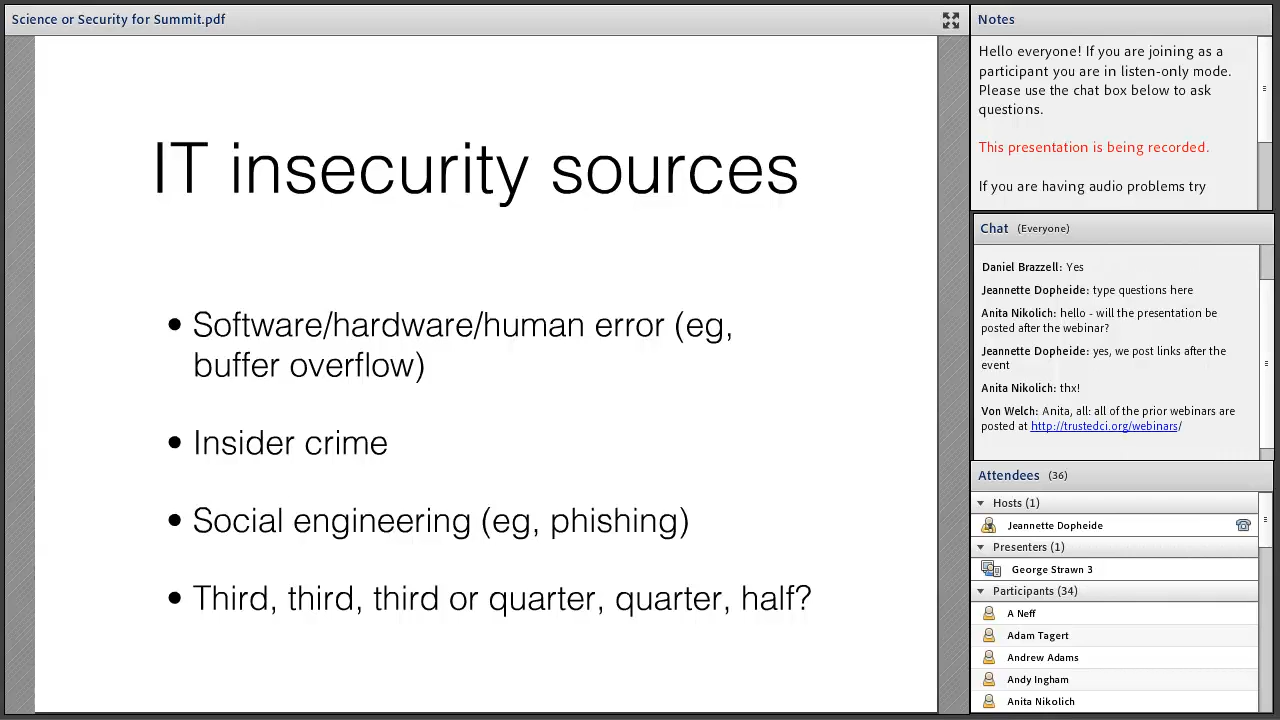 Science or Security for Summit.pdf
IT insecurity sources
• Software/hardware/human error (eg,
buffer overflow)
• Insider crime
• Social engineering (eg, phishing)
• Third, third, third or quarter, quarter, half?
Notes
Hello everyone! If you are joining as a
participant you are in listen-only mode.
Please use the chat box below to ask
questions.
This presentation is being recorded.
If you are having audio problems try
Chat (Everyone)
Daniel Brazzell: Yes
Jeannette Dopheide: type questions here
Anita Nikolich: hello - will the presentation be
posted after the webinar?
Jeannette Dopheide: yes, we post links after the
event
Anita Nikolich: thx!
Von Welch: Anita, all: all of the prior webinars are
posted at http://trustedci.org/webinars/
Attendees (36)
Hosts (1)
Jeannette Dopheide
Presenters (1)
George Strawn 3
Participants (34)
A Neff
Adam Tagert
Andrew Adams
Andy Ingham
Anita Nikolich